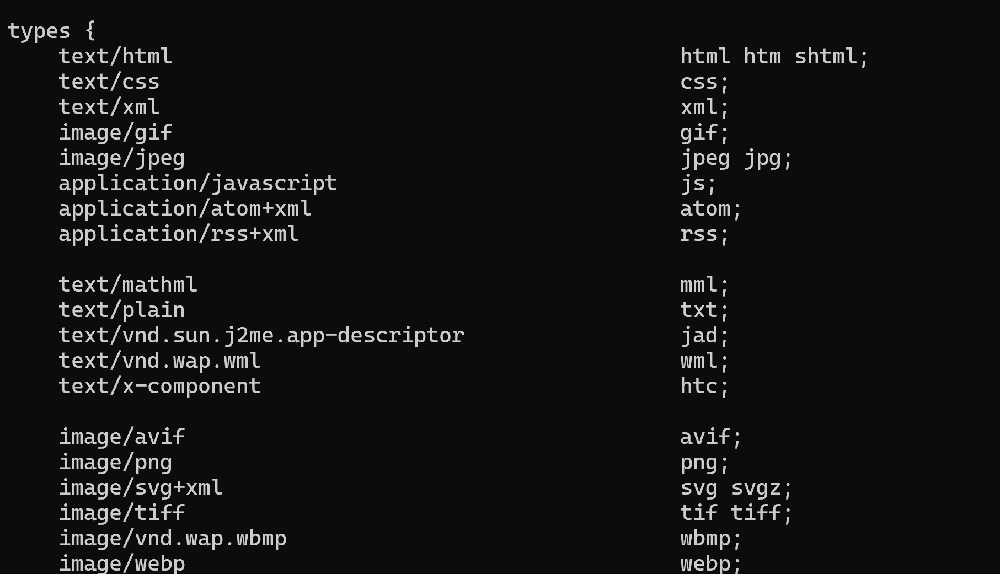 types {
    text/html                                        html htm shtml;
    text/css                                         css;
    text/xml                                         xml;
    image/gif                                        gif;
    image/jpeg                                       jpeg jpg;
    application/javascript                           js;
    application/atom+xml                             atom;
    application/rss+xml                              rss;

    text/mathml                                      mml;
    text/plain                                       txt;
    text/vnd.sun.j2me.app-descriptor                 jad;
    text/vnd.wap.wml                                 wml;
    text/x-component                                 htc;

    image/avif                                       avif;
    image/png                                        png;
    image/svg+xml                                    svg svgz;
    image/tiff                                       tif tiff;
    image/vnd.wap.wbmp                               wbmp;
    image/webp                                       webp;